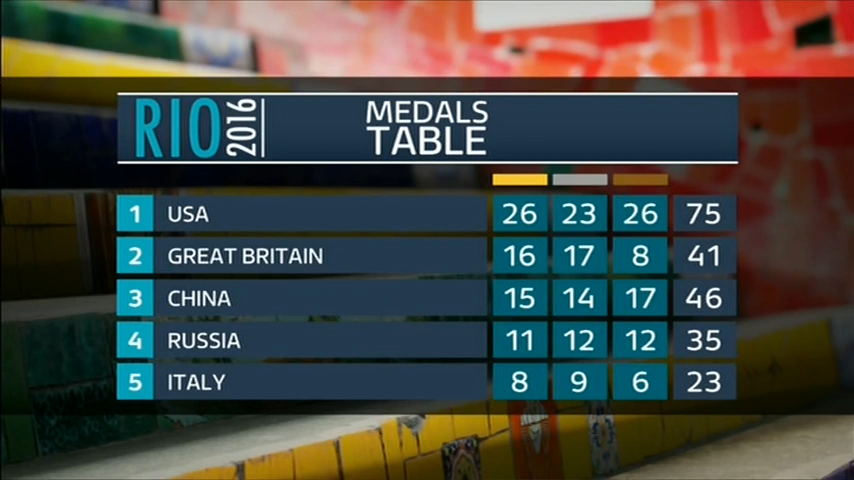 RIO 2016
MEDALS
TABLE
1 USA 26 23 26 75
2 GREAT BRITAIN 16 17 8 41
3 CHINA 15 14 17 46
4 RUSSIA 11 12 12 35
5 ITALY 8 9 6 23